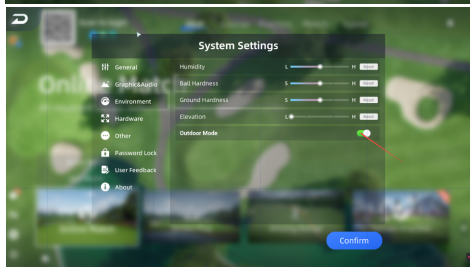 System Settings
General
Graphic&Audio
Environment
Hardware
Other
Password Lock
User Feedback
About
Humidity L H
Ball Hardness S H
Ground Hardness S H
Elevation L H
Outdoor Mode
Confirm